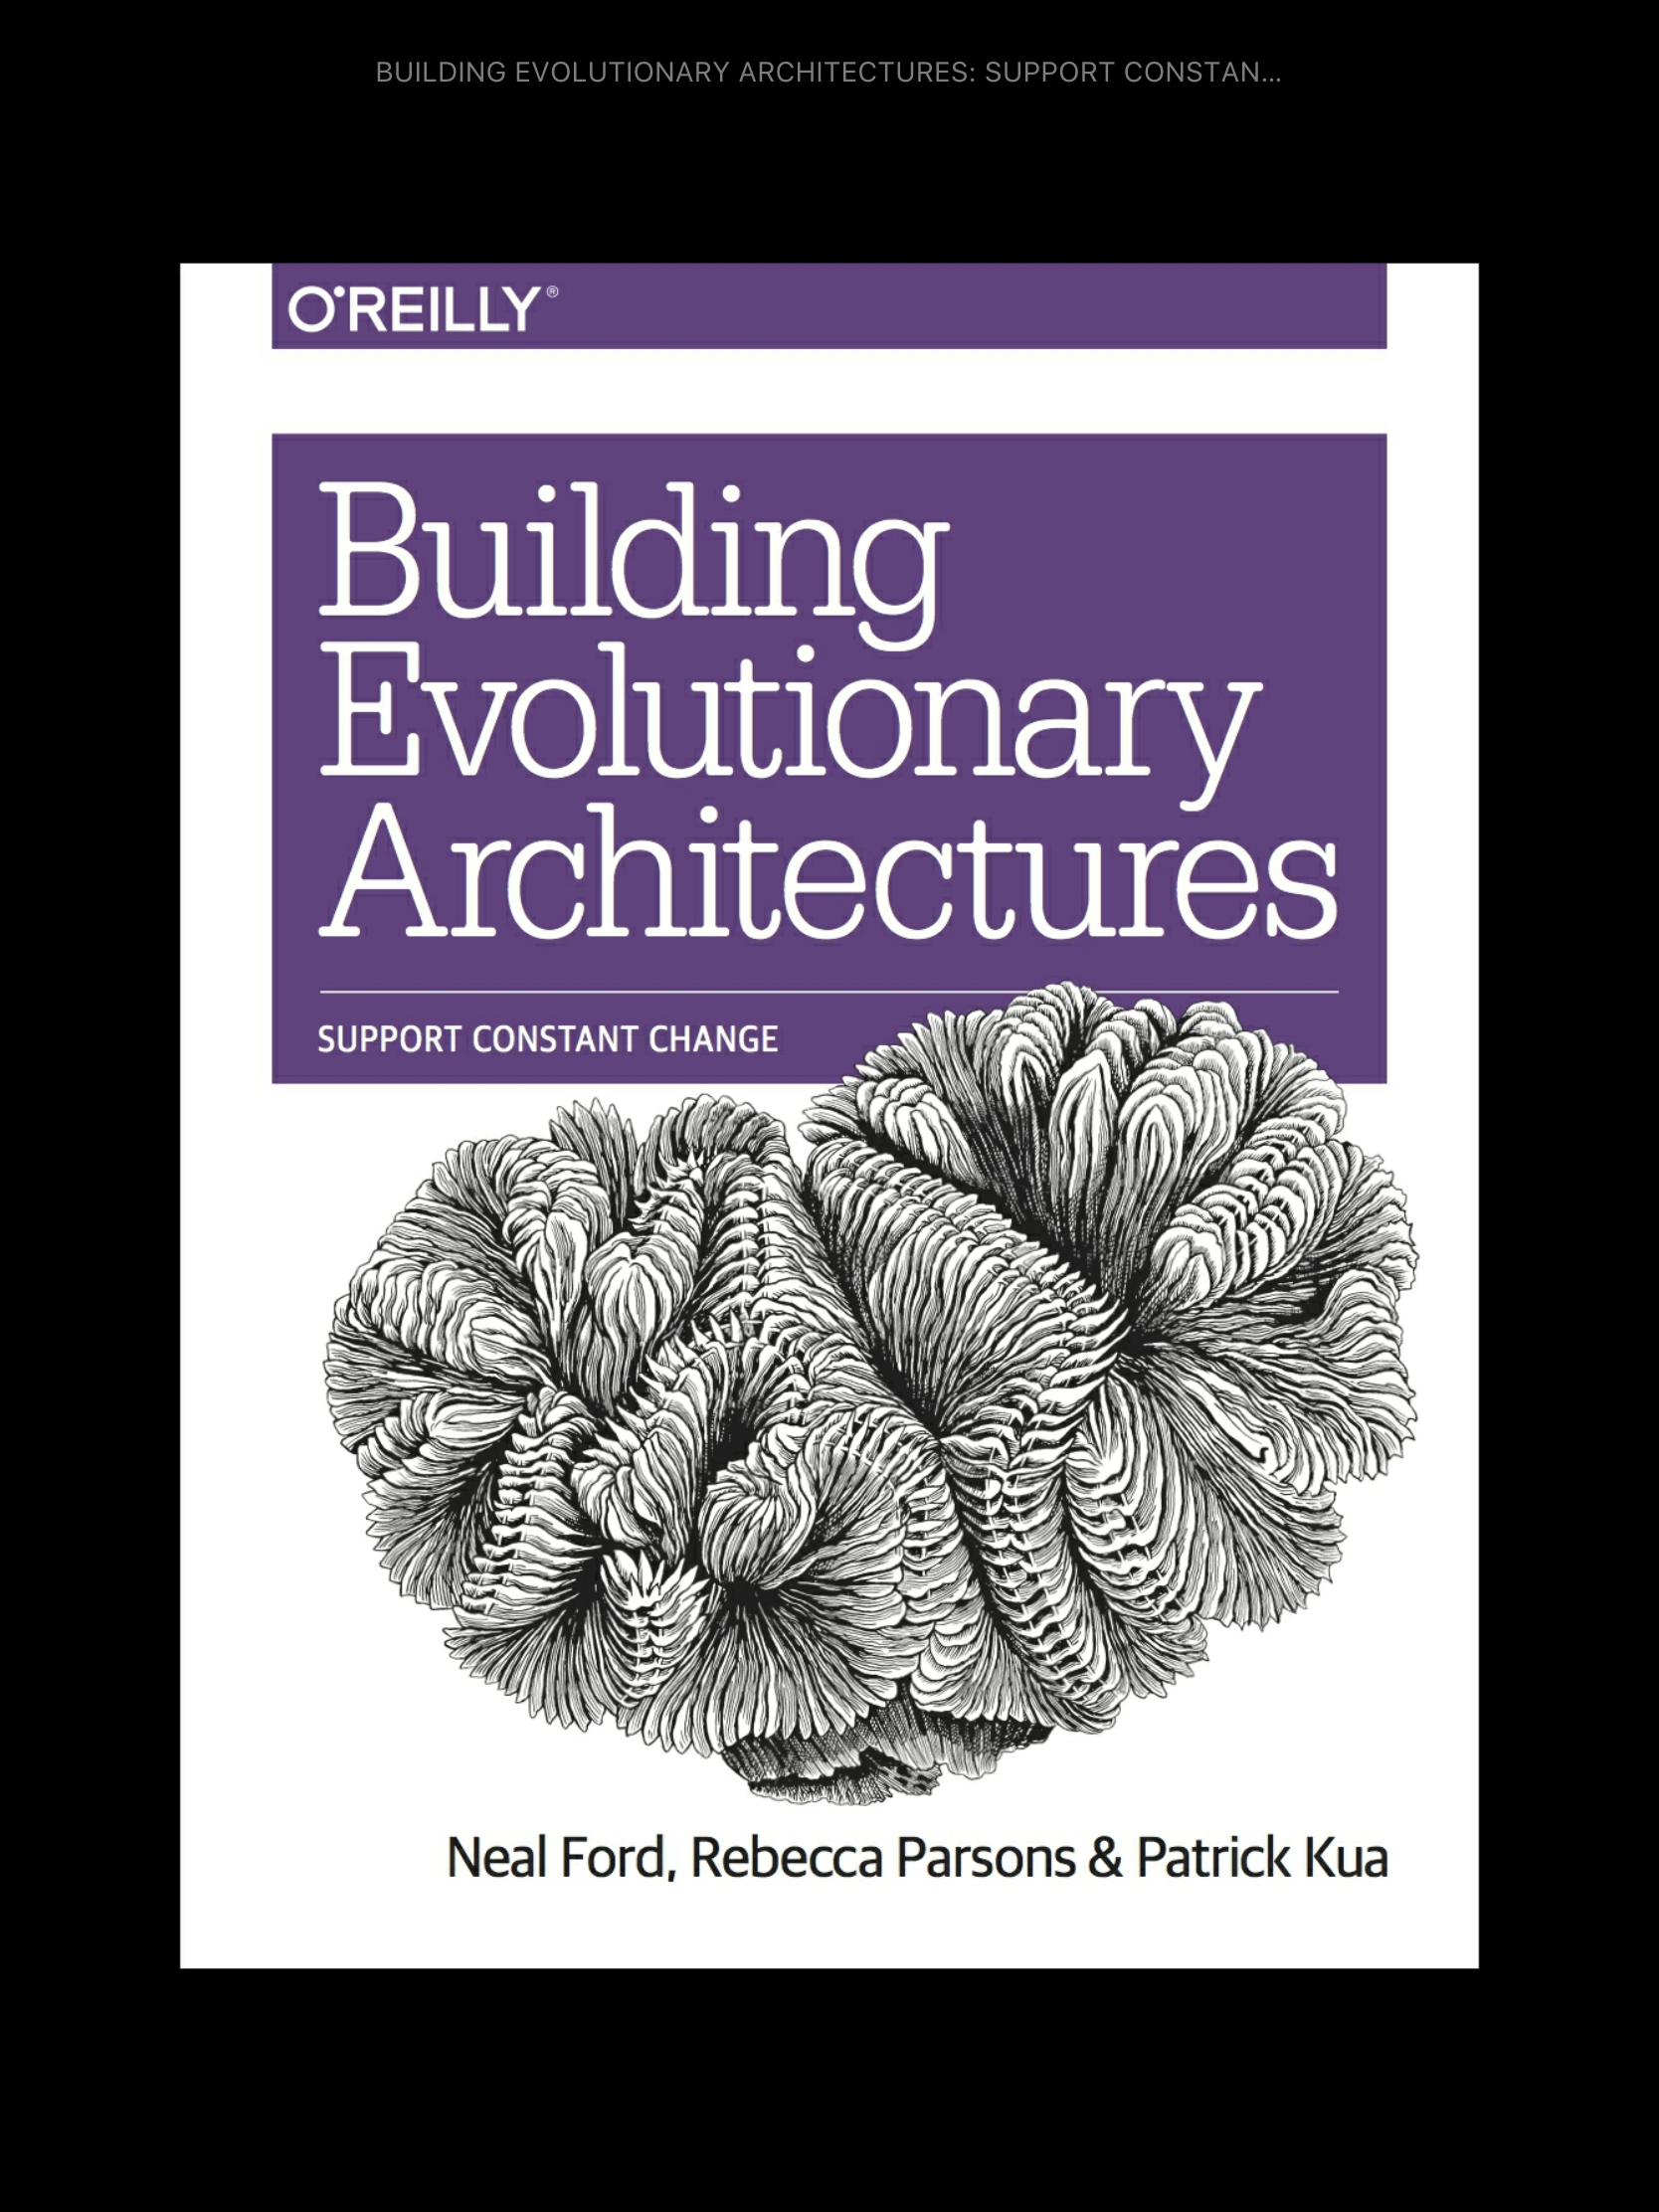 BUILDING EVOLUTIONARY ARCHITECTURES: SUPPORT CONSTAN...
O'REILLY®
Building
Evolutionary
Architectures
SUPPORT CONSTANT CHANGE
Neal Ford, Rebecca Parsons & Patrick Kua